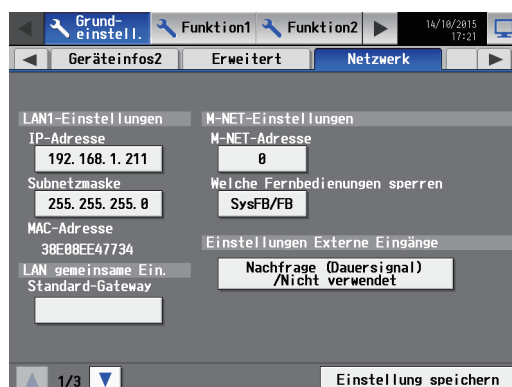 Grund-
einstell.
Funktion1
Funktion2
14/10/2015
17:21
Geräteinfos2
Erweitert
Netzwerk
LAN1-Einstellungen
IP-Adresse
192.168.1.211
Subnetzmaske
255.255.255.0
MAC-Adresse
38E08EE47734
LAN gemeinsame Ein.
Standard-Gateway
M-NET-Einstellungen
M-NET-Adresse
0
Welche Fernbedienungen sperren
SysFB/FB
Einstellungen Externe Eingänge
Nachfrage (Dauersignal)
/Nicht verwendet
1/3
Einstellung speichern